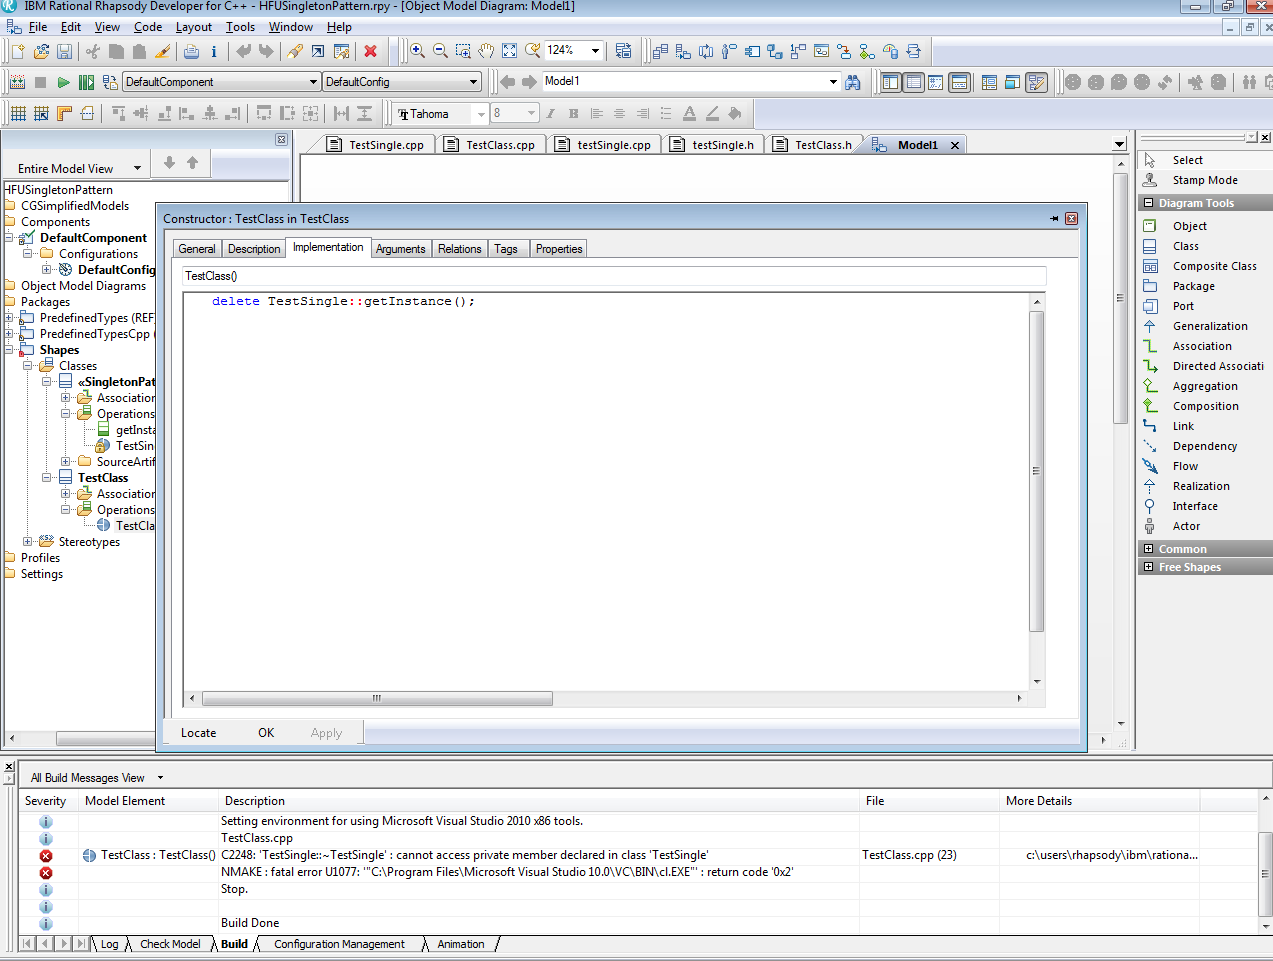 IBM Rational Rhapsody Developer for C++ - HFUSingletonPattern.rpy - [Object Model Diagram: Model1]
File Edit View Code Layout Tools Window Help
124%
DefaultComponent DefaultConfig Model1
Tahoma 8
TestSingle.cpp TestClass.cpp testSingle.cpp testSingle.h TestClass.h Model1
Entire Model View
HFUSingletonPattern
CGSimplifiedModels
Components
DefaultComponent
Configurations
DefaultConfig
Object Model Diagrams
Packages
PredefinedTypes (REF
PredefinedTypesCpp (
Shapes
Classes
«SingletonPat
Association
Operations
getInsta
TestSin
SourceArtif
TestClass
Association
Operations
TestCla
Stereotypes
Profiles
Settings
Constructor : TestClass in TestClass
General Description Implementation Arguments Relations Tags Properties
TestClass()
delete TestSingle::getInstance();
Locate OK Apply
Select
Stamp Mode
Diagram Tools
Object
Class
Composite Class
Package
Port
Generalization
Association
Directed Associati
Aggregation
Composition
Link
Dependency
Flow
Realization
Interface
Actor
Common
Free Shapes
All Build Messages View
Severity Model Element Description File More Details
Setting environment for using Microsoft Visual Studio 2010 x86 tools.
TestClass.cpp
TestClass : TestClass() C2248: 'TestSingle::~TestSingle' : cannot access private member declared in class 'TestSingle' TestClass.cpp (23) c:\users\rhapsody\ibm\rationa...
NMAKE : fatal error U1077: '"C:\Program Files\Microsoft Visual Studio 10.0\VC\BIN\cl.EXE"' : return code '0x2'
Stop.
Build Done
Log Check Model Build Configuration Management Animation